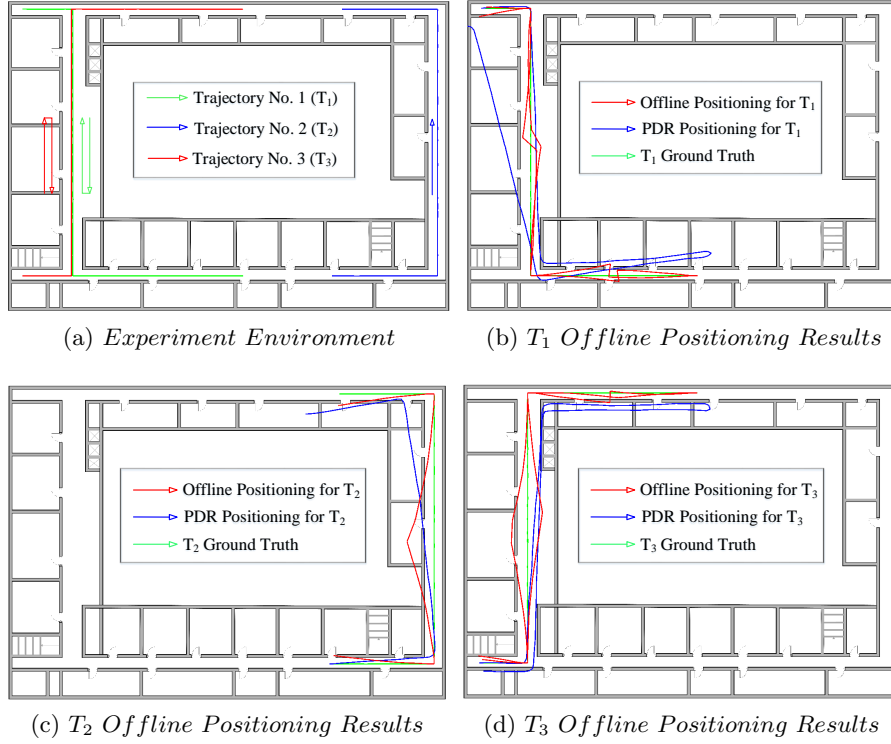 Trajectory No. 1 (T₁)
Trajectory No. 2 (T₂)
Trajectory No. 3 (T₃)
(a) Experiment Environment
Offline Positioning for T₁
PDR Positioning for T₁
T₁ Ground Truth
(b) T₁ Offline Positioning Results
Offline Positioning for T₂
PDR Positioning for T₂
T₂ Ground Truth
(c) T₂ Offline Positioning Results
Offline Positioning for T₃
PDR Positioning for T₃
T₃ Ground Truth
(d) T₃ Offline Positioning Results